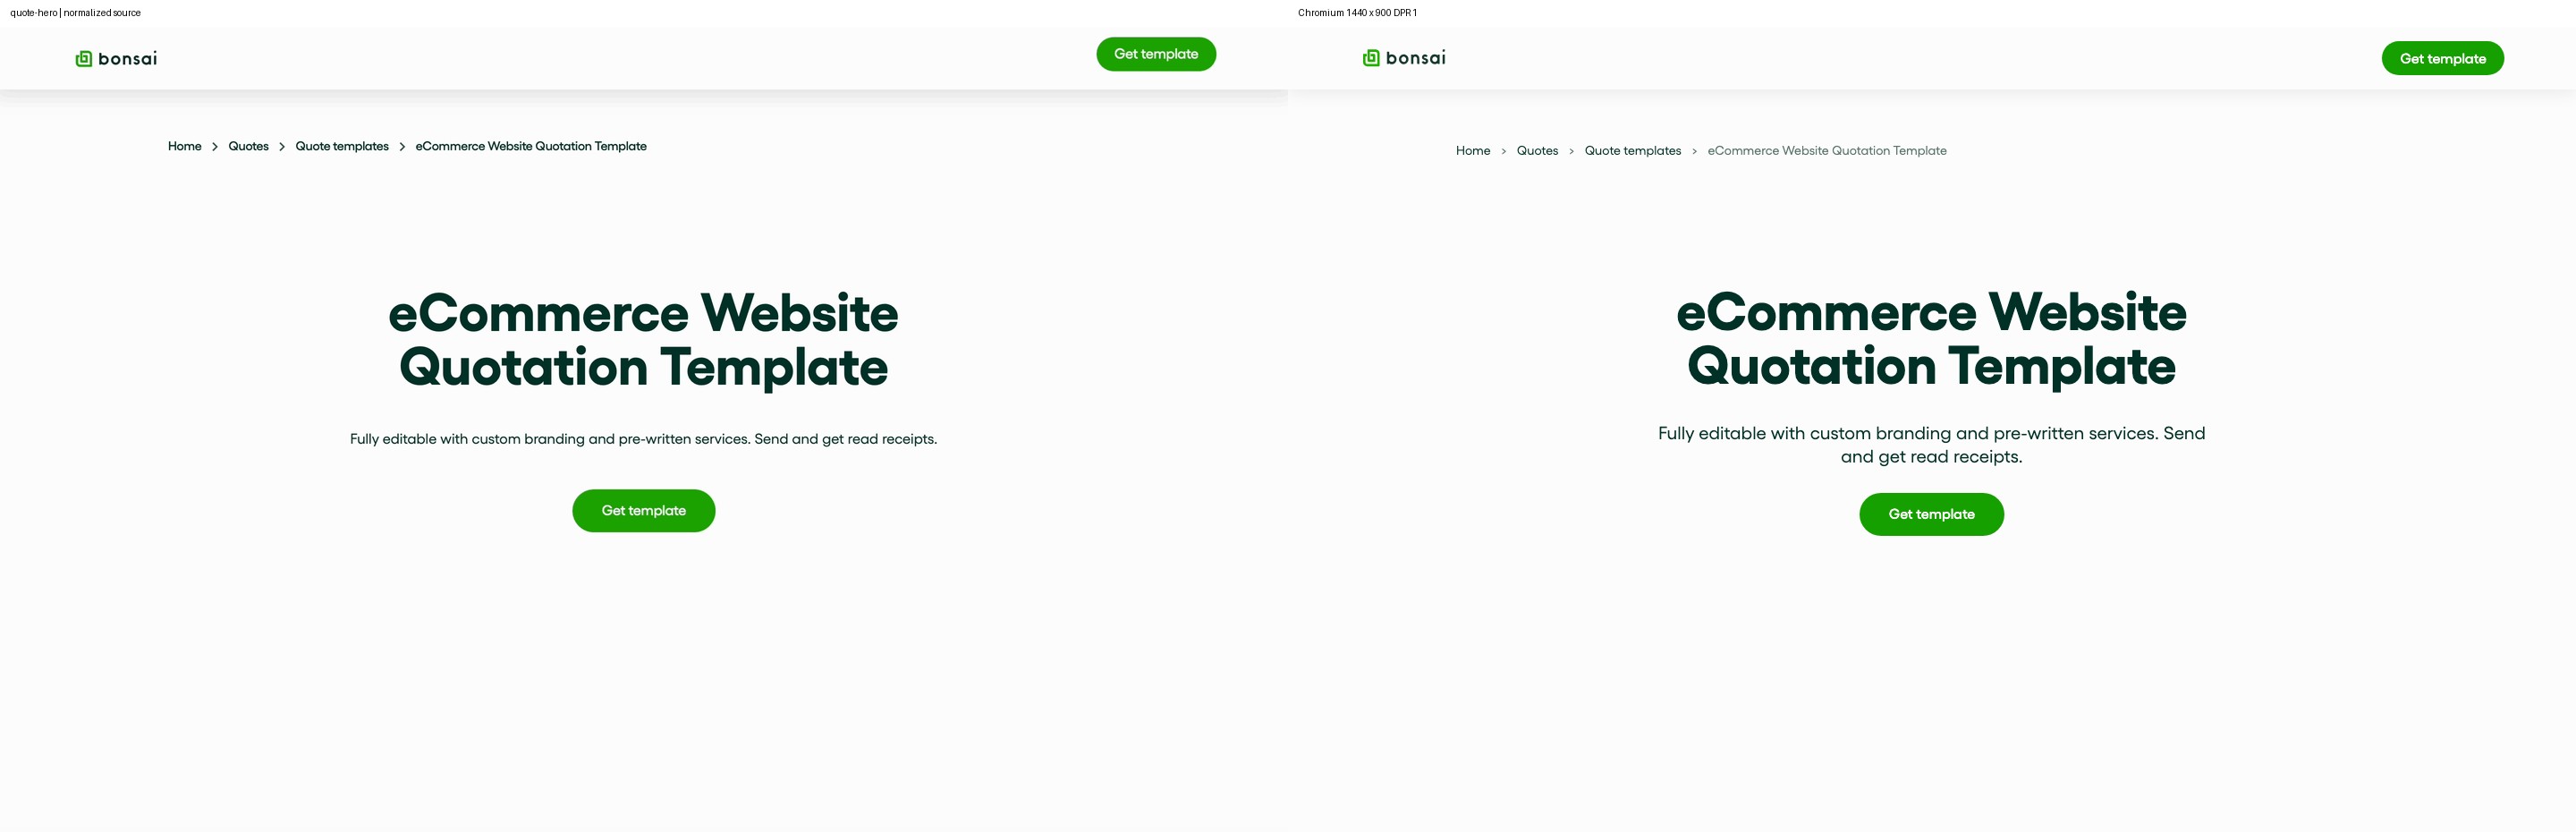 quote-hero | normalized source
bonsai
Get template
Home > Quotes > Quote templates > eCommerce Website Quotation Template
eCommerce Website
Quotation Template
Fully editable with custom branding and pre-written services. Send and get read receipts.
Get template
Chromium 1440 x 900 DPR 1
bonsai
Get template
Home > Quotes > Quote templates > eCommerce Website Quotation Template
eCommerce Website
Quotation Template
Fully editable with custom branding and pre-written services. Send
and get read receipts.
Get template